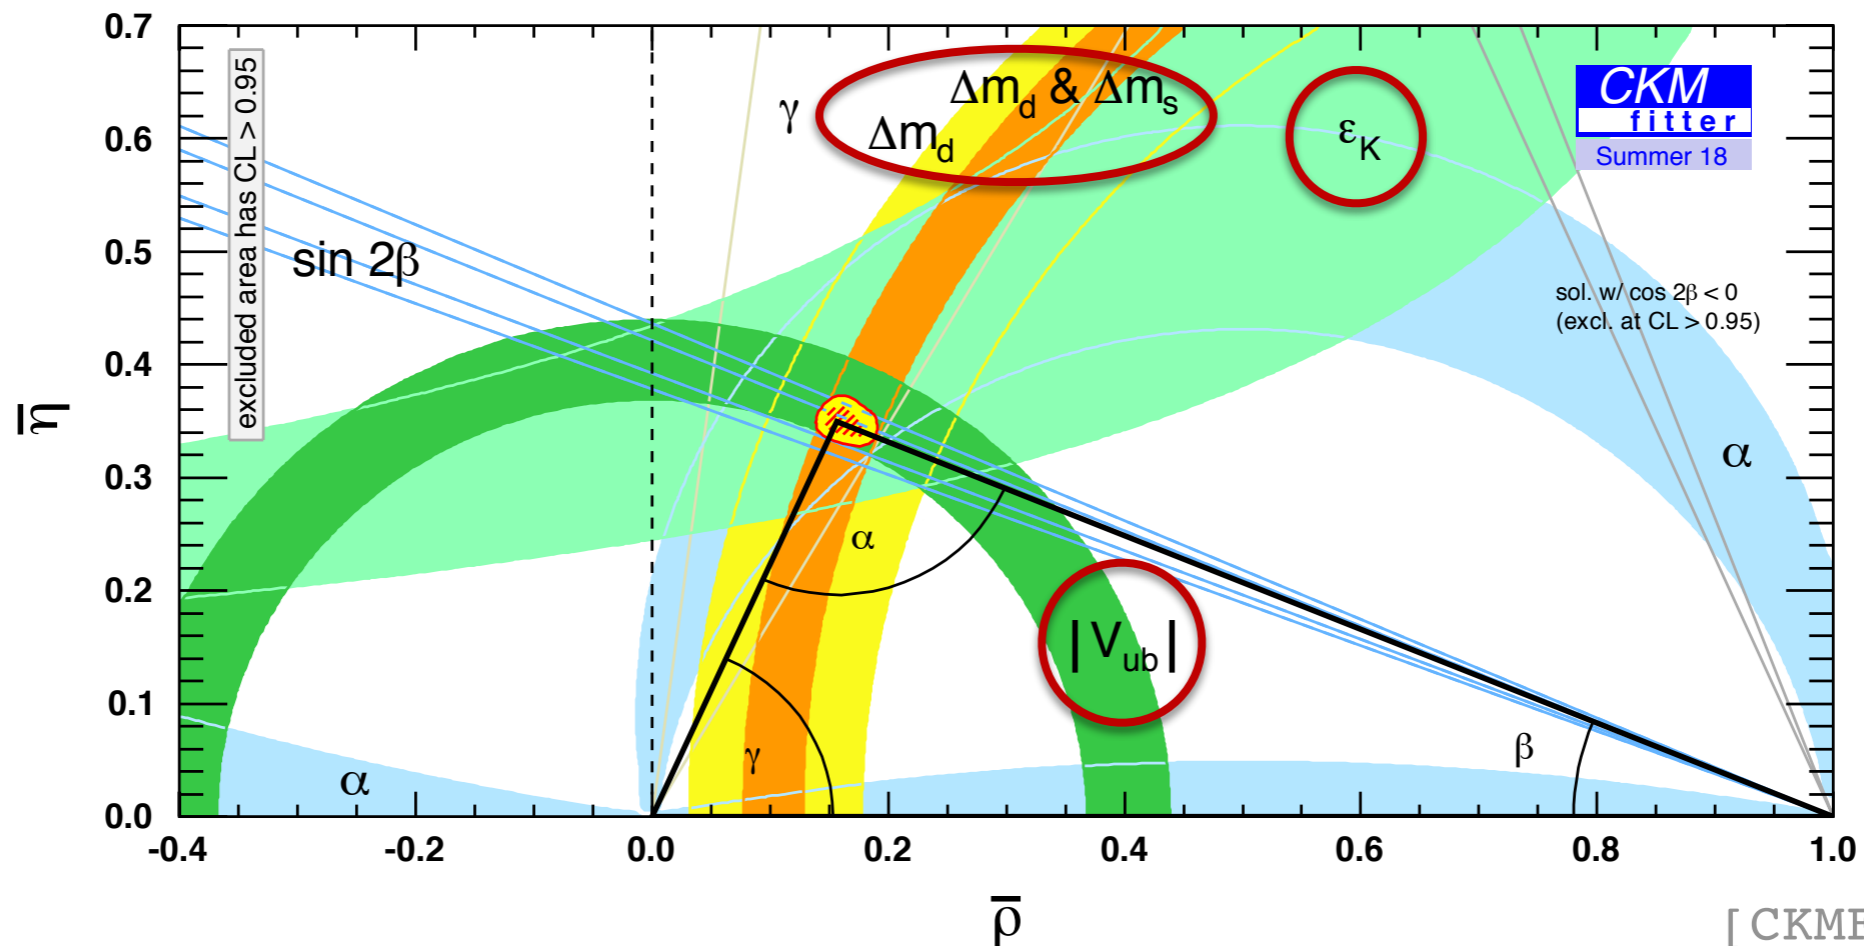 0.7
0.6
0.5
0.4
0.3
0.2
0.1
0.0
-0.4
-0.2
0.0
0.2
0.4
0.6
0.8
1.0
η̄
ρ̄
excluded area has CL > 0.95
γ
Δm_d & Δm_s
Δm_d
ε_K
CKM
fitter
Summer 18
sin 2β
sol. w/ cos 2β < 0
(excl. at CL > 0.95)
α
α
|V_ub|
γ
β
α
[CKME